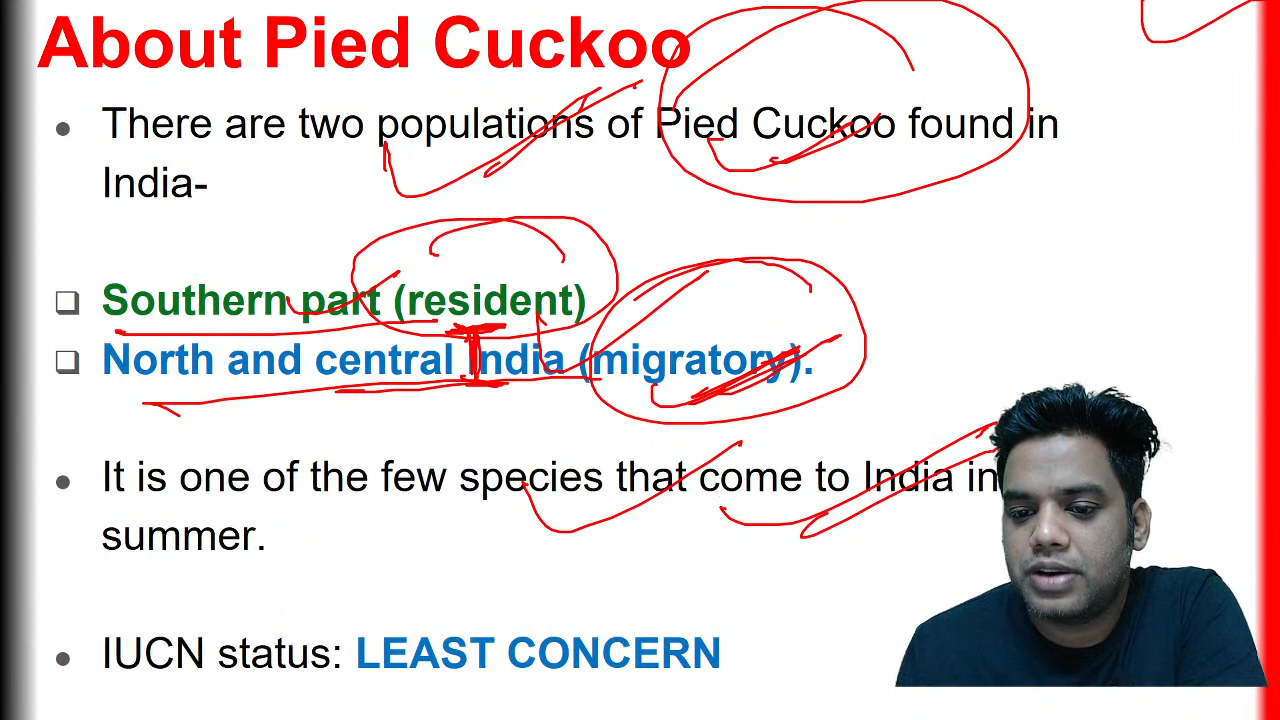 About Pied Cuckoo
There are two populations of Pied Cuckoo found in
India-
Southern part (resident)
North and central India (migratory).
It is one of the few species that come to India in
summer.
IUCN status: LEAST CONCERN